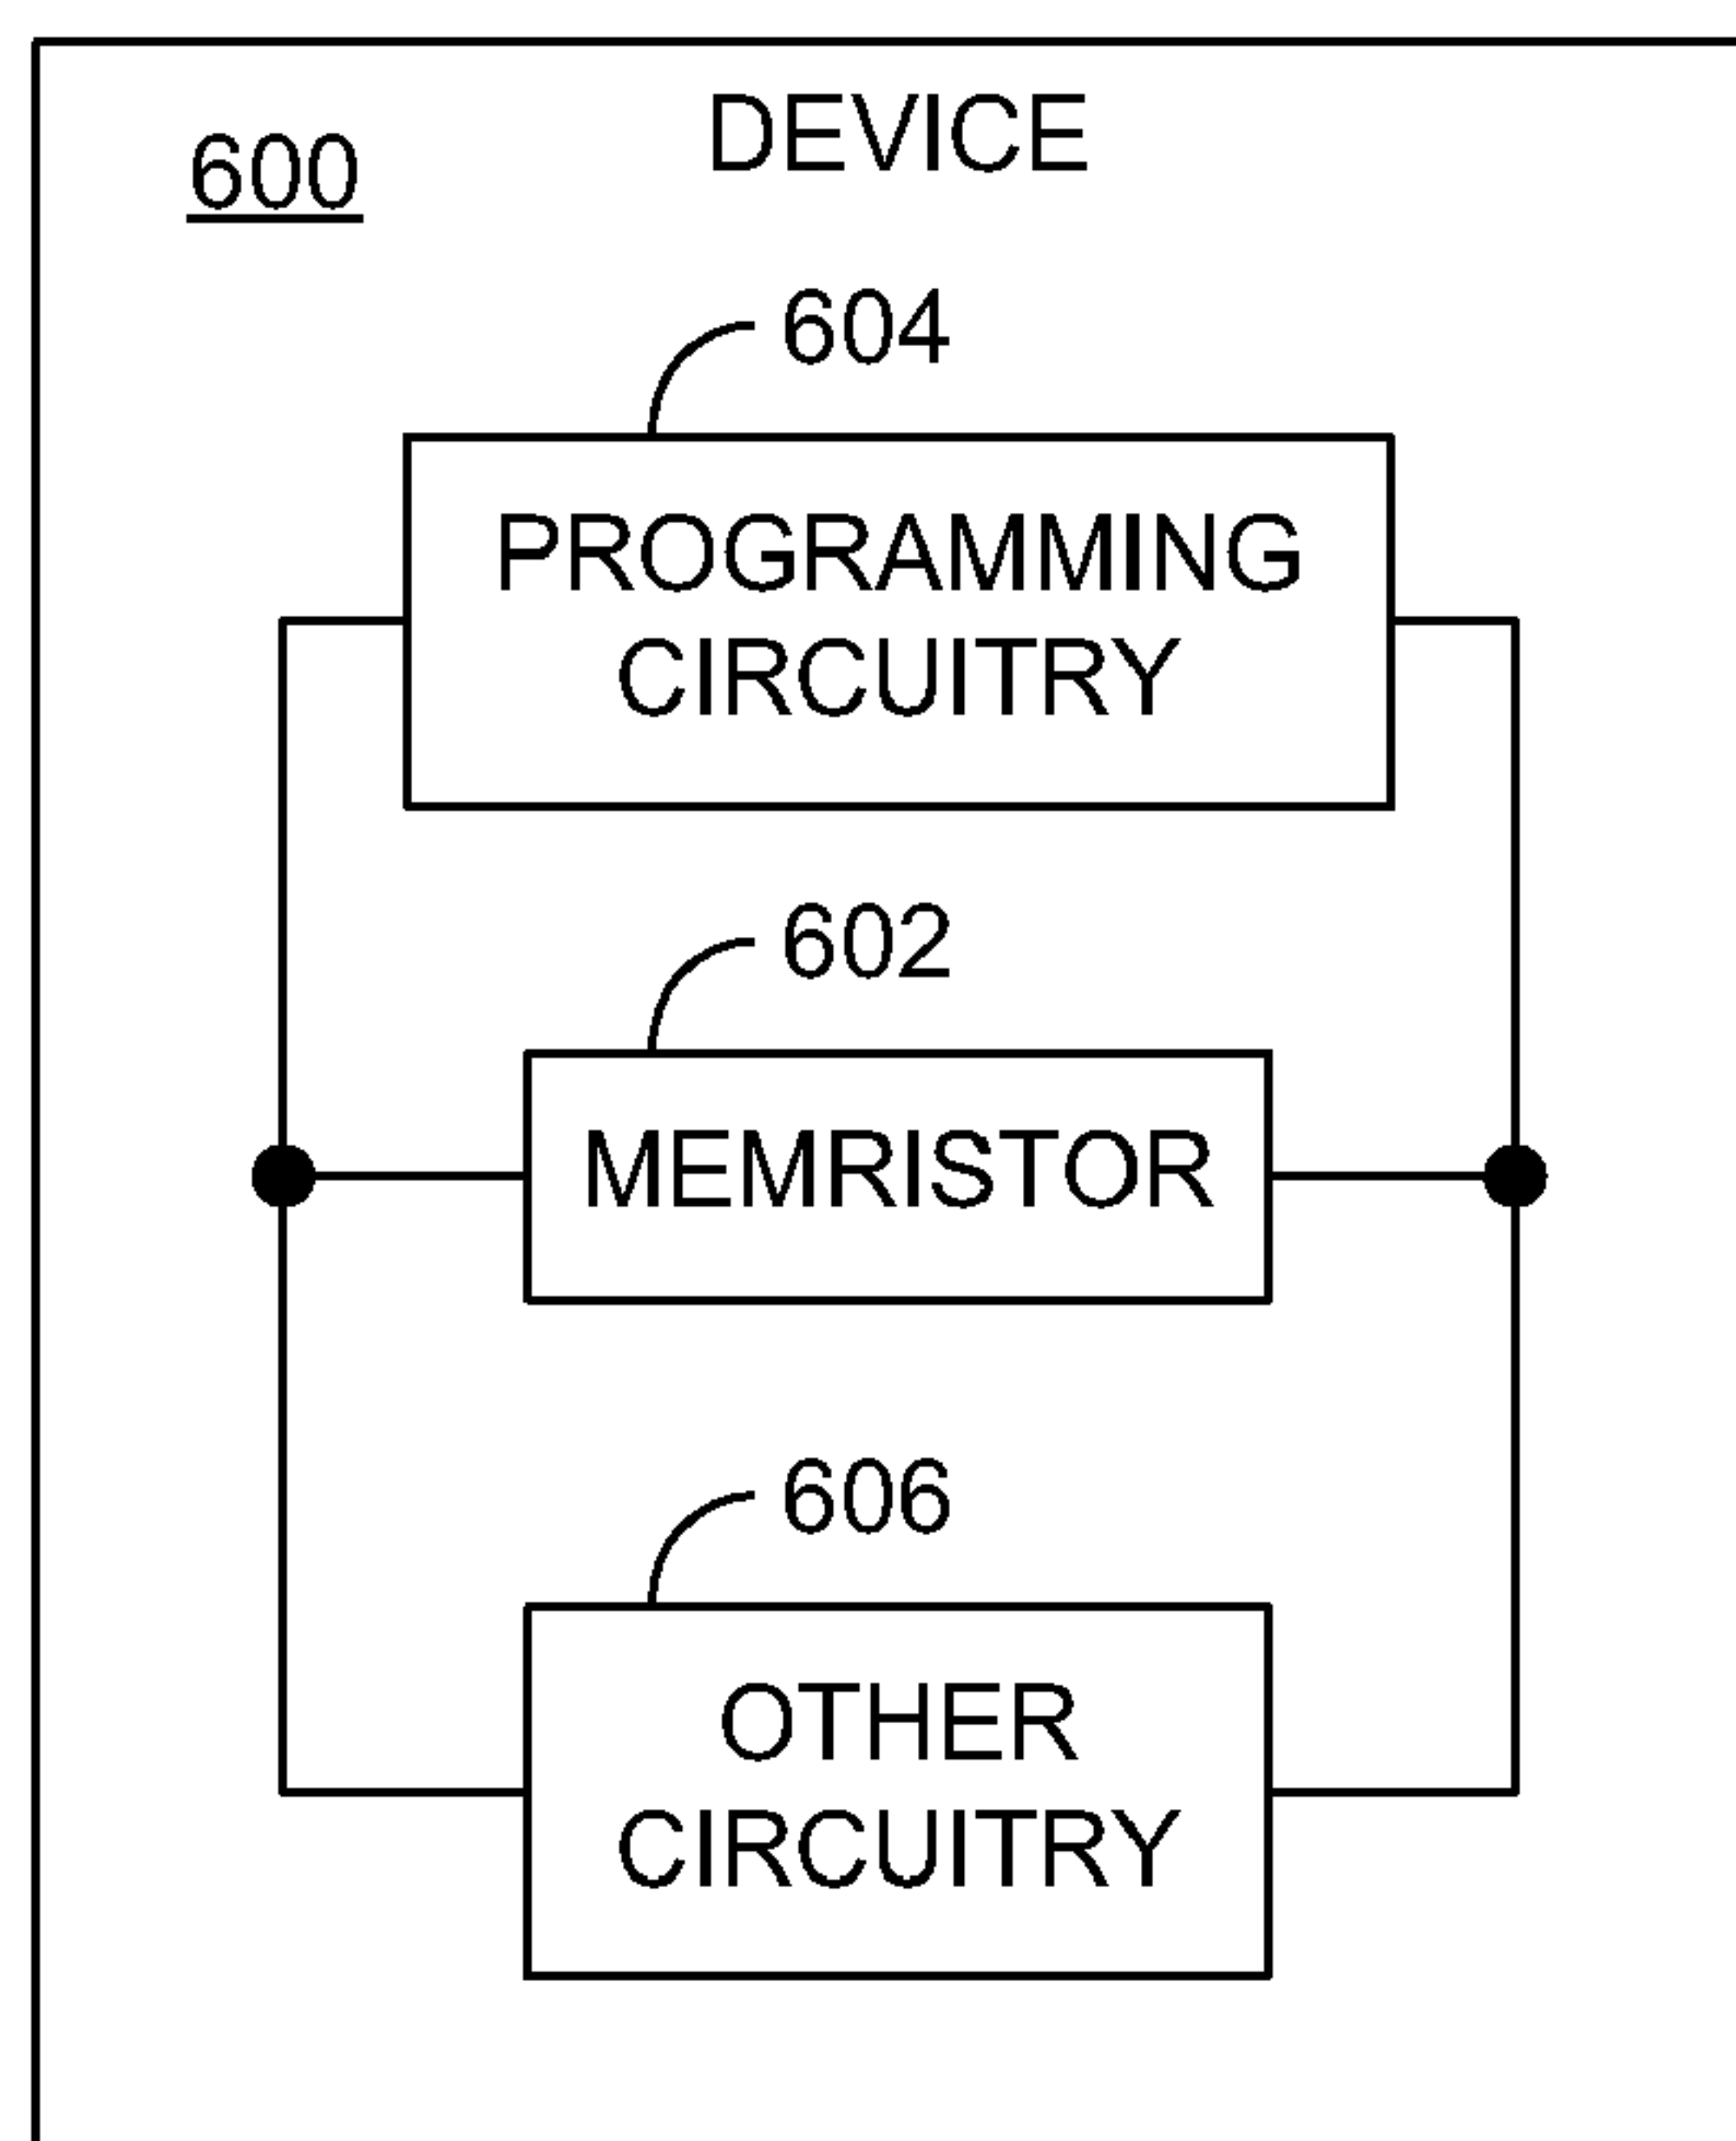 DEVICE
600
604
PROGRAMMING
CIRCUITRY
602
MEMRISTOR
606
OTHER
CIRCUITRY